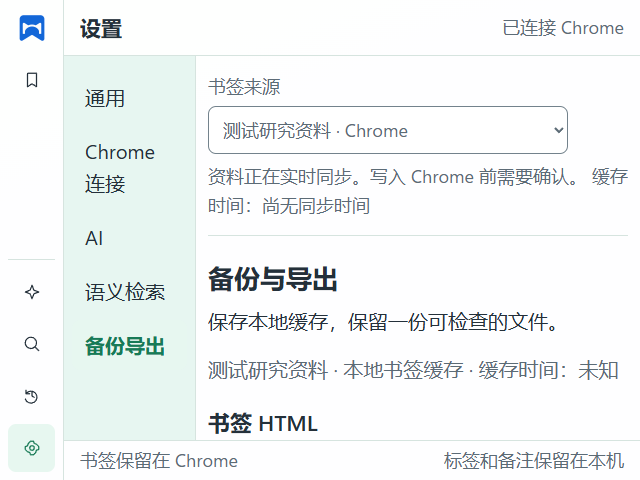 设置
已连接 Chrome
通用
Chrome
连接
AI
语义检索
备份导出
书签来源
测试研究资料 · Chrome
资料正在实时同步。写入 Chrome 前需要确认。 缓存
时间：尚无同步时间
备份与导出
保存本地缓存，保留一份可检查的文件。
测试研究资料 · 本地书签缓存 · 缓存时间：未知
书签 HTML
书签保留在 Chrome
标签和备注保留在本机